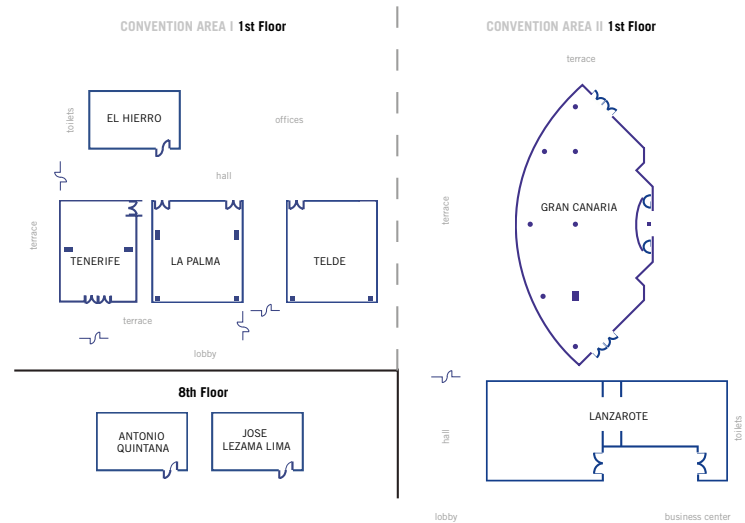 CONVENTION AREA I 1st Floor
toilets
EL HIERRO
offices
hall
terrace
TENERIFE
LA PALMA
TELDE
terrace
lobby
8th Floor
ANTONIO
QUINTANA
JOSE
LEZAMA LIMA
CONVENTION AREA II 1st Floor
terrace
terrace
GRAN CANARIA
LANZAROTE
hall
toilets
lobby
business center